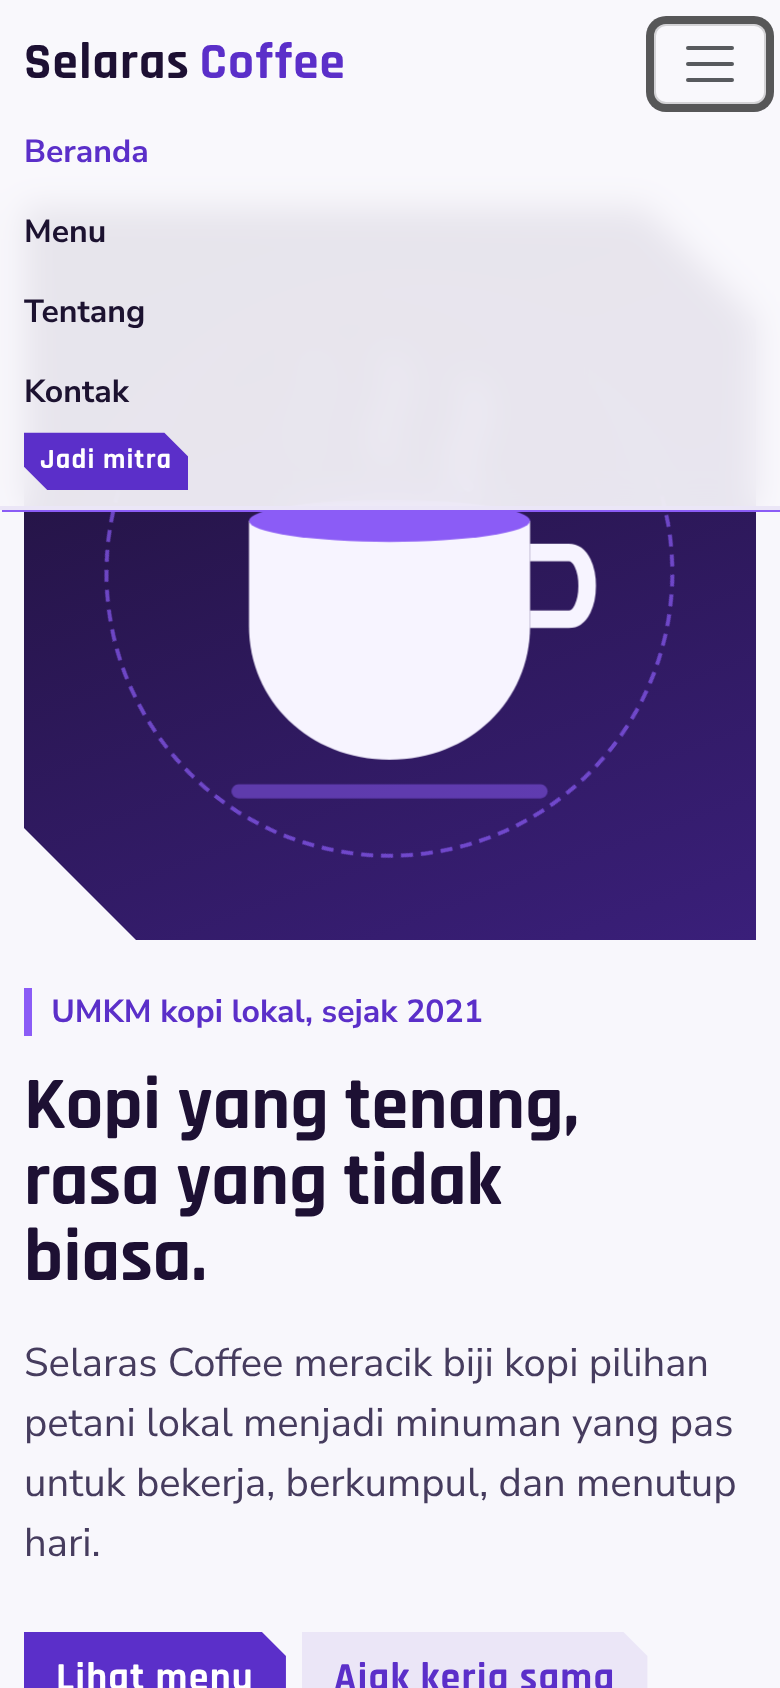 Selaras Coffee
Beranda
Menu
Tentang
Kontak
Jadi mitra
UMKM kopi lokal, sejak 2021
Kopi yang tenang,
rasa yang tidak
biasa.
Selaras Coffee meracik biji kopi pilihan
petani lokal menjadi minuman yang pas
untuk bekerja, berkumpul, dan menutup
hari.
Lihat menu
Ajak kerja sama